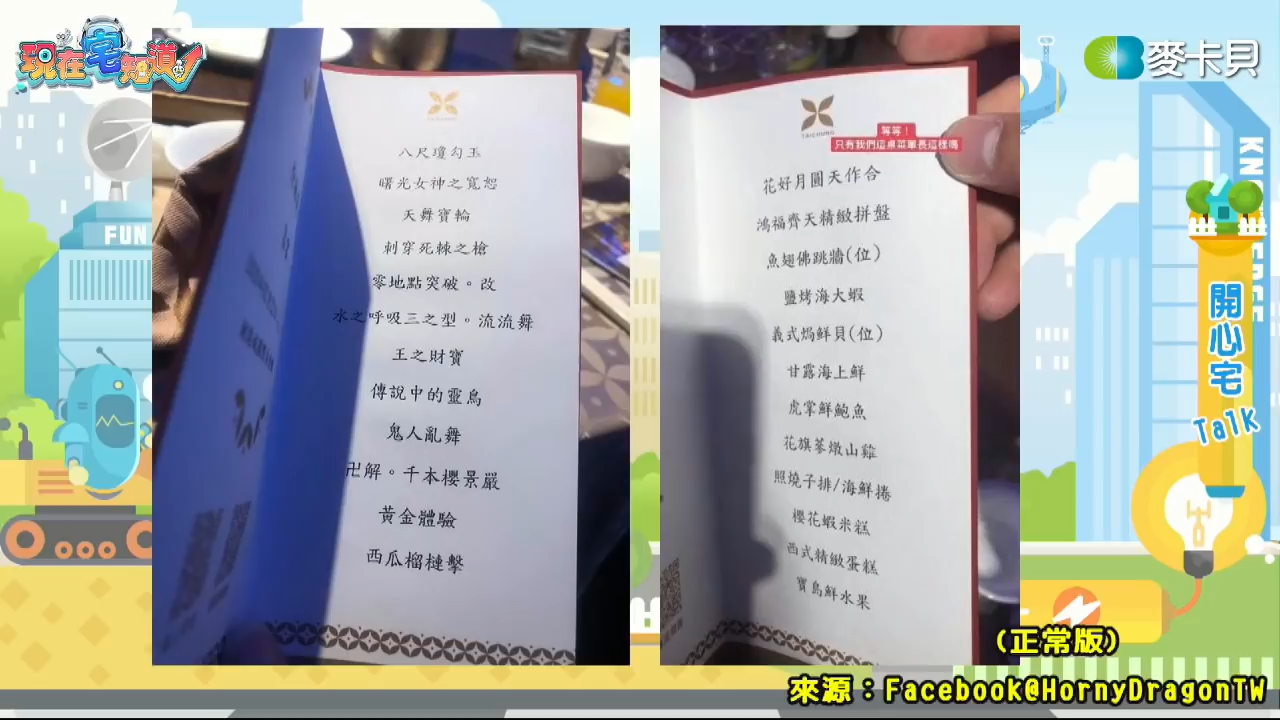 現在宅知道
麥卡貝
FUN
KNOWLEDGE
開心宅
Talk
TAICHUNG
八尺瓊勾玉
曙光女神之寬恕
天舞寶輪
刺穿死棘之槍
零地點突破。改
水之呼吸三之型。流流舞
王之財寶
傳說中的靈鳥
鬼人亂舞
卍解。千本櫻景嚴
黃金體驗
西瓜榴槤擊
TAICHUNG
等等！
只有我們這桌菜單長這樣嗎
花好月圓天作合
鴻福齊天精緻拼盤
魚翅佛跳牆(位)
鹽烤海大蝦
義式焗鮮貝(位)
甘露海上鮮
虎掌鮮鮑魚
花旗蔘燉山雞
照燒子排/海鮮捲
櫻花蝦米糕
西式精緻蛋糕
寶島鮮水果
(正常版)
來源：Facebook@HornyDragonTW